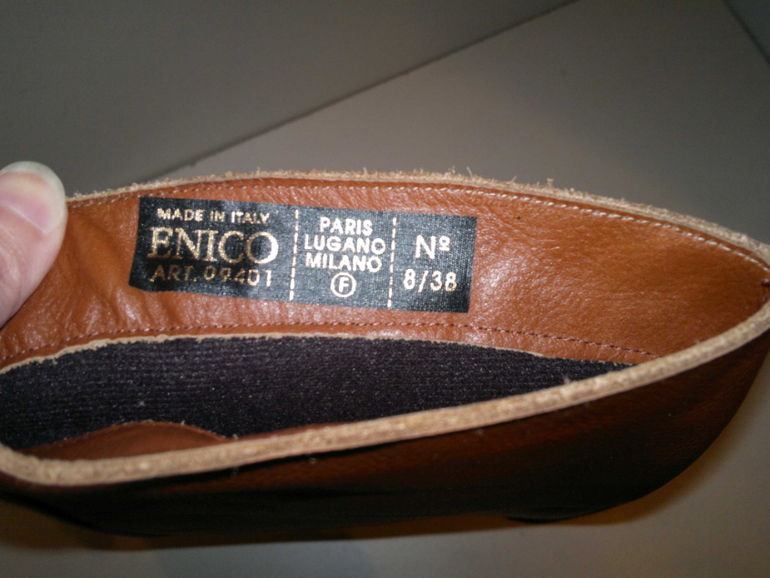 MADE IN ITALY
ENICO
ART. 09401
PARIS
LUGANO
MILANO
F
Nº
8/38